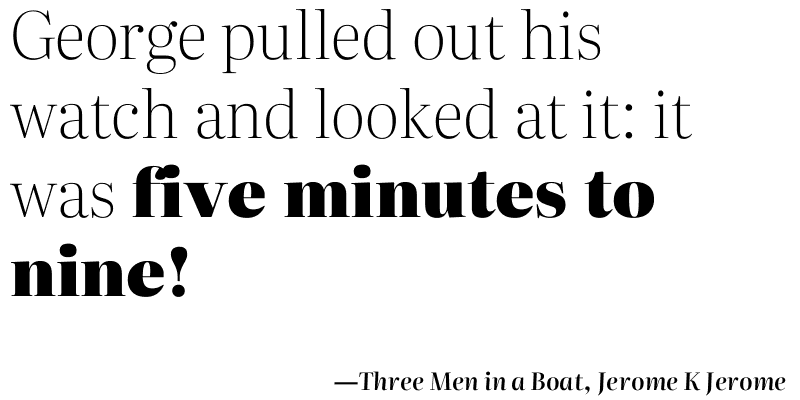 George pulled out his
watch and looked at it: it
was five minutes to
nine!
—Three Men in a Boat, Jerome K Jerome